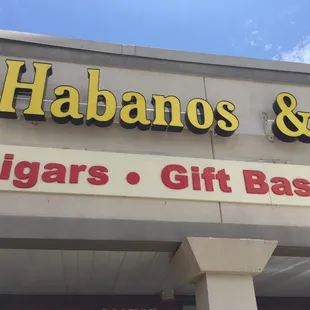 Habanos &
igars • Gift Bas